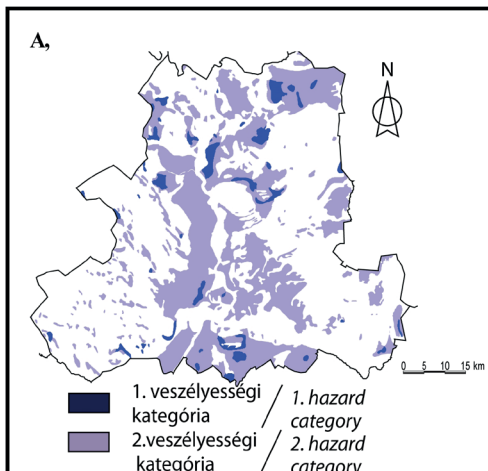 A,
N
0 5 10 15 km
1. veszélyességi kategória / 1. hazard category
2.veszélyességi kategória / 2. hazard category